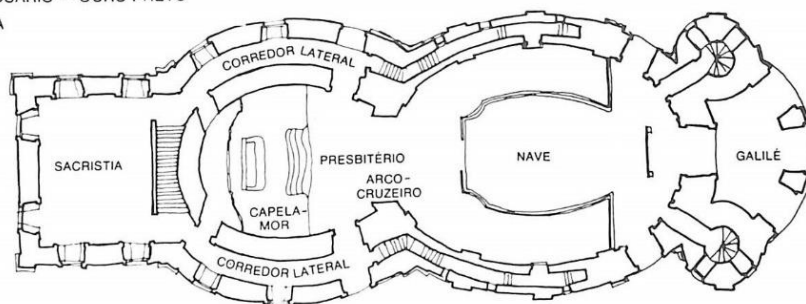 OURO PRETO
CORREDOR LATERAL
SACRISTIA
PRESBITÉRIO
NAVE
GALILÉ
ARCO-
CRUZEIRO
CAPELA-
MOR
CORREDOR LATERAL